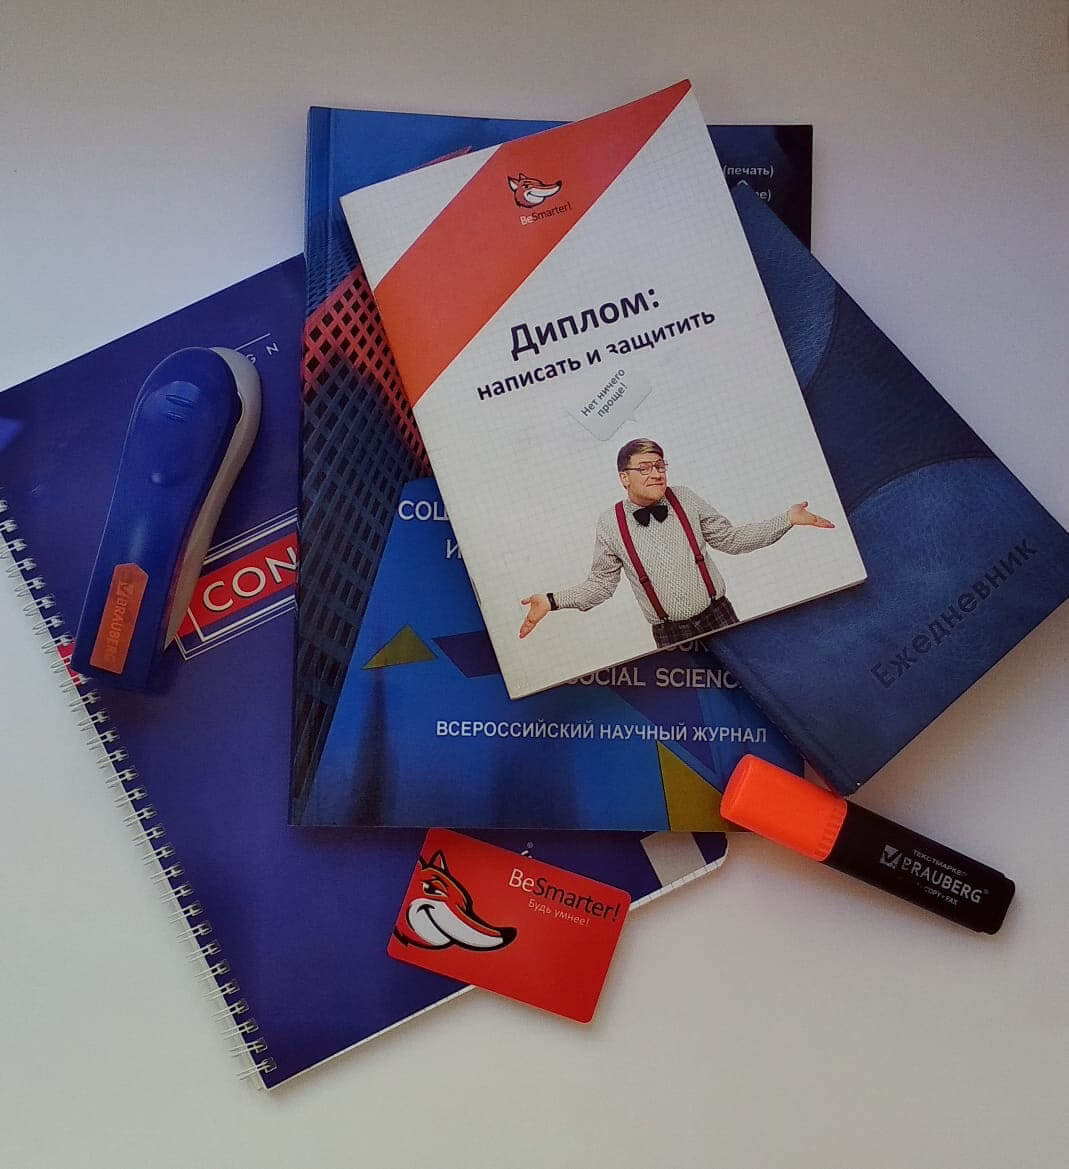 (печать)
BeSmarter!
Диплом:
написать и защитить
Нет ничего
проще!
СОЦ
И
CON
BRAUBERG
SOCIAL SCIENC
ВСЕРОССИЙСКИЙ НАУЧНЫЙ ЖУРНАЛ
Ежедневник
ТЕКСТМАРКЕР
BRAUBERG®
COPY+FAX
BeSmarter!
Будь умнее!